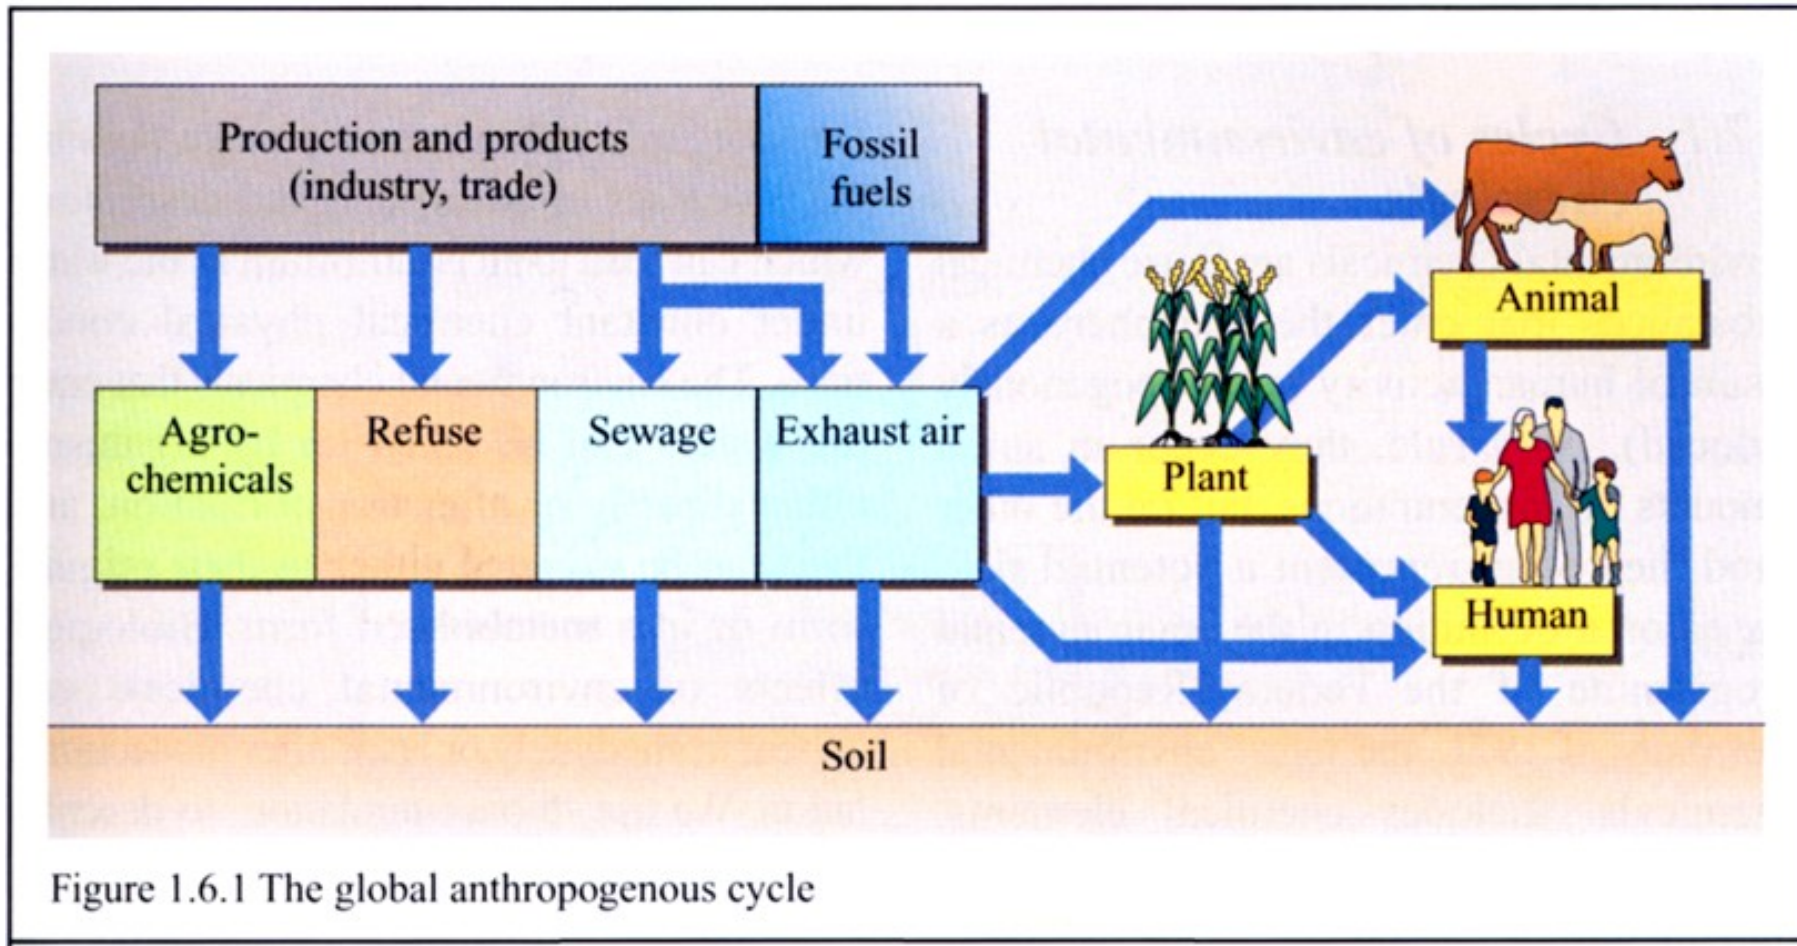 Production and products
(industry, trade)
Fossil
fuels
Agro-
chemicals
Refuse
Sewage
Exhaust air
Plant
Animal
Human
Soil
Figure 1.6.1 The global anthropogenous cycle